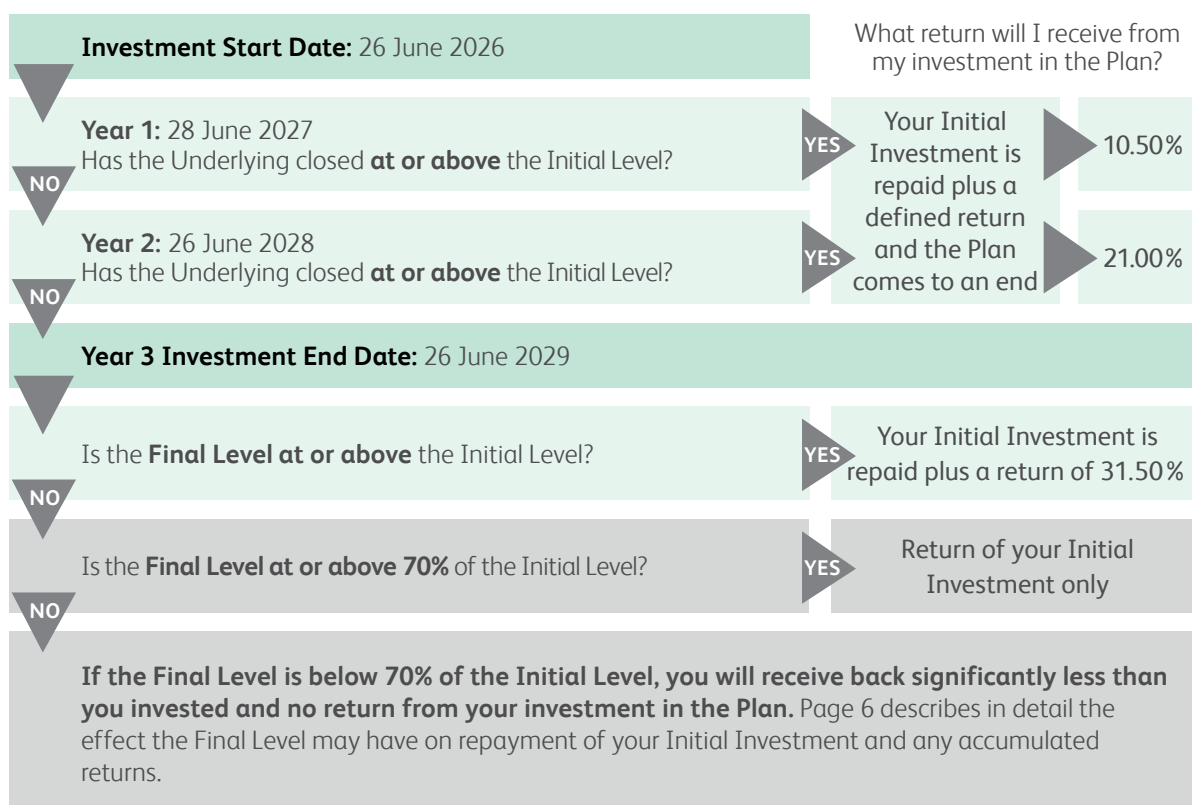 Investment Start Date: 26 June 2026
What return will I receive from
my investment in the Plan?
Year 1: 28 June 2027
Has the Underlying closed at or above the Initial Level?
YES
NO
Your Initial
Investment is
repaid plus a
defined return
and the Plan
comes to an end
10.50%
Year 2: 26 June 2028
Has the Underlying closed at or above the Initial Level?
YES
NO
21.00%
Year 3 Investment End Date: 26 June 2029
Is the Final Level at or above the Initial Level?
YES
NO
Your Initial Investment is
repaid plus a return of 31.50%
Is the Final Level at or above 70% of the Initial Level?
YES
NO
Return of your Initial
Investment only
If the Final Level is below 70% of the Initial Level, you will receive back significantly less than
you invested and no return from your investment in the Plan. Page 6 describes in detail the
effect the Final Level may have on repayment of your Initial Investment and any accumulated
returns.